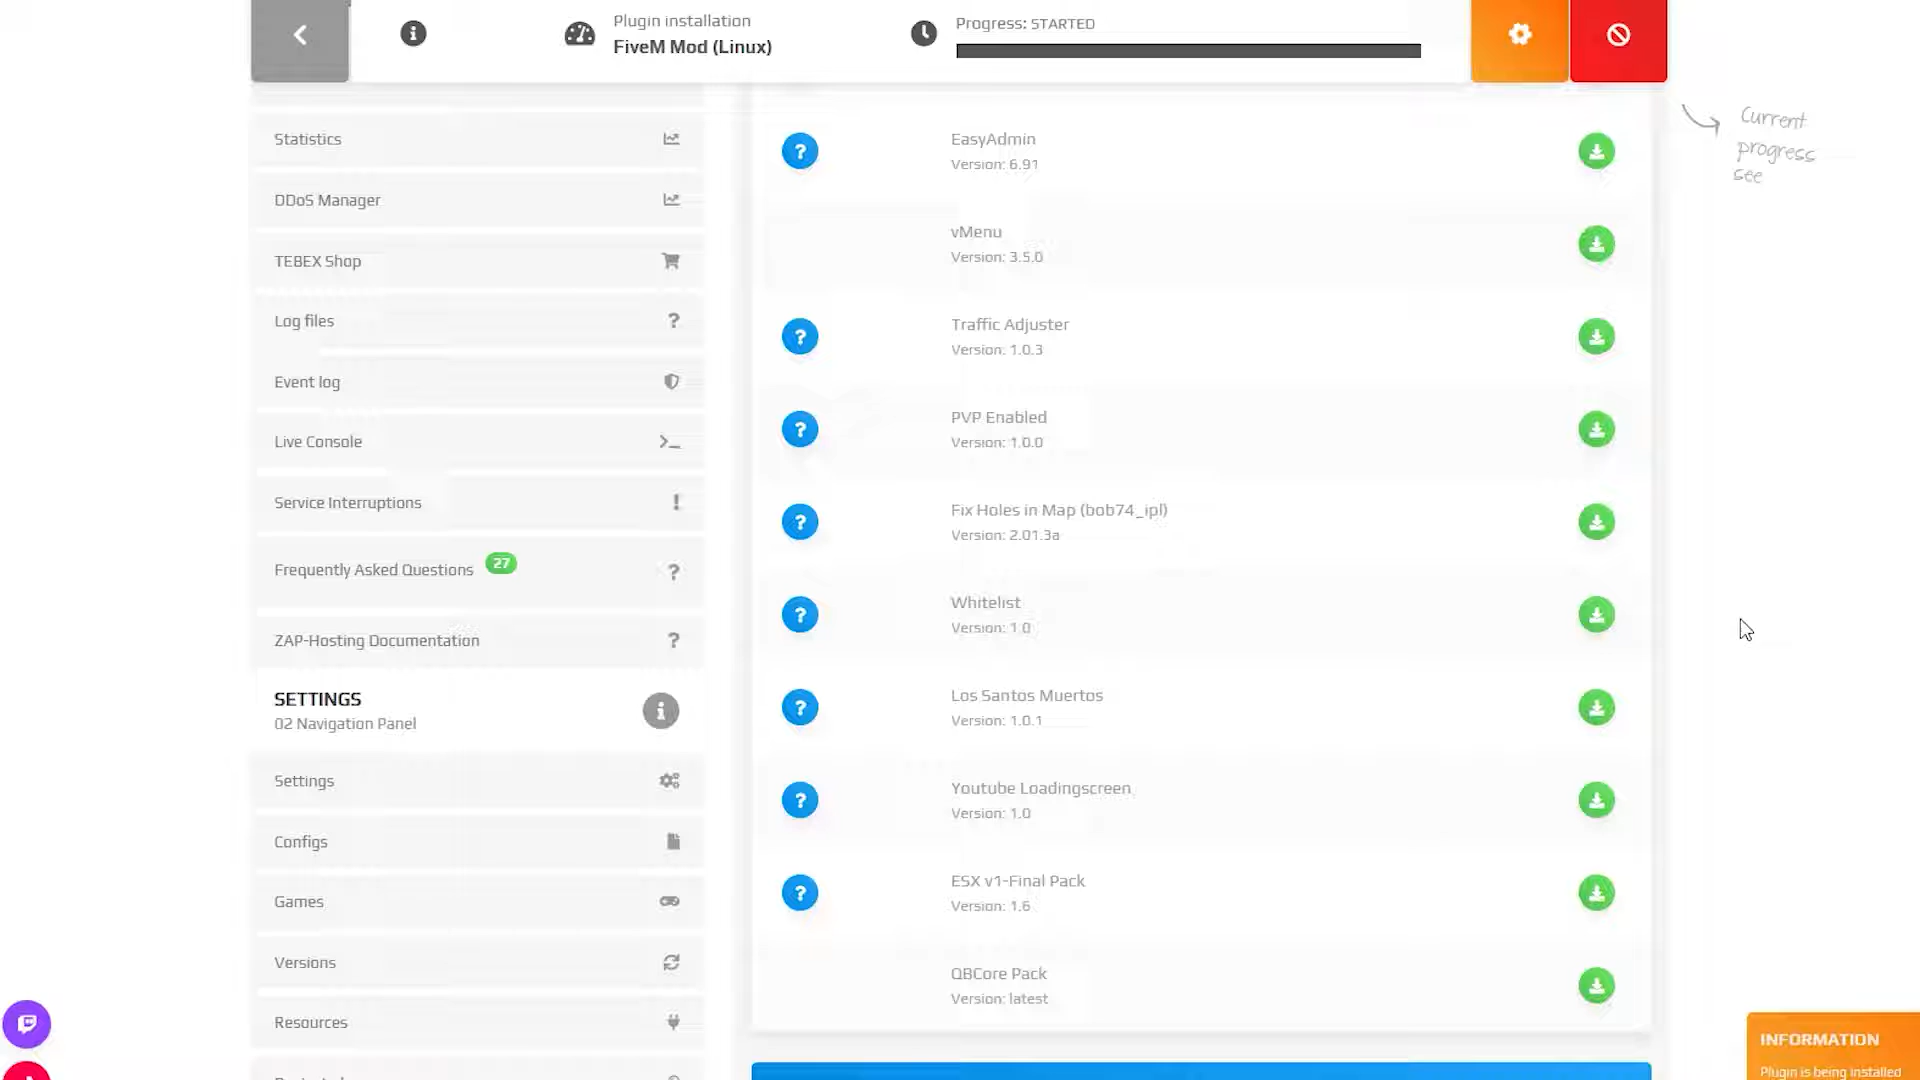 Plugin installation
FiveM Mod (Linux)
Progress: STARTED
Current
progress
see
Statistics
DDoS Manager
TEBEX Shop
Log files
Event log
Live Console
Service Interruptions
Frequently Asked Questions 27
ZAP-Hosting Documentation
SETTINGS
02 Navigation Panel
Settings
Configs
Games
Versions
Resources
EasyAdmin
Version: 6.91
vMenu
Version: 3.5.0
Traffic Adjuster
Version: 1.0.3
PVP Enabled
Version: 1.0.0
Fix Holes in Map (bob74_ipl)
Version: 2.01.3a
Whitelist
Version: 1.0
Los Santos Muertos
Version: 1.0.1
Youtube Loadingscreen
Version: 1.0
ESX v1-Final Pack
Version: 1.6
QBCore Pack
Version: latest
INFORMATION
Plugin is being installed